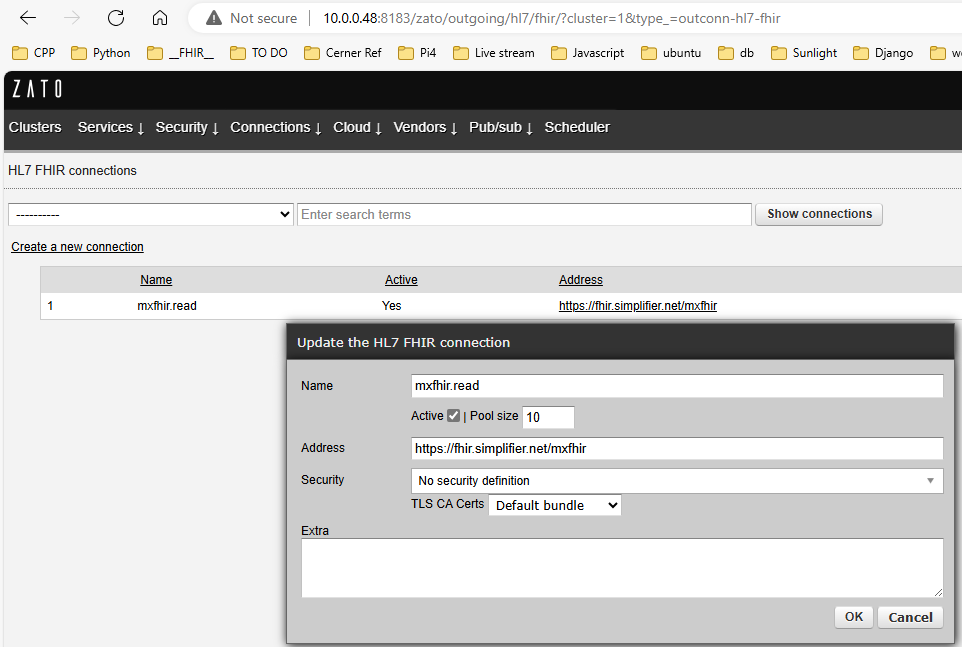 Not secure | 10.0.0.48:8183/zato/outgoing/hl7/fhir/?cluster=1&type_=outconn-hl7-fhir
CPP Python __FHIR__ TO DO Cerner Ref Pi4 Live stream Javascript ubuntu db Sunlight Django we
ZATO
Clusters Services ↓ Security ↓ Connections ↓ Cloud ↓ Vendors ↓ Pub/sub ↓ Scheduler
HL7 FHIR connections
---------- Enter search terms Show connections
Create a new connection
Name Active Address
1 mxfhir.read Yes https://fhir.simplifier.net/mxfhir
Update the HL7 FHIR connection
Name mxfhir.read
Active | Pool size 10
Address https://fhir.simplifier.net/mxfhir
Security No security definition
TLS CA Certs Default bundle
Extra
OK Cancel